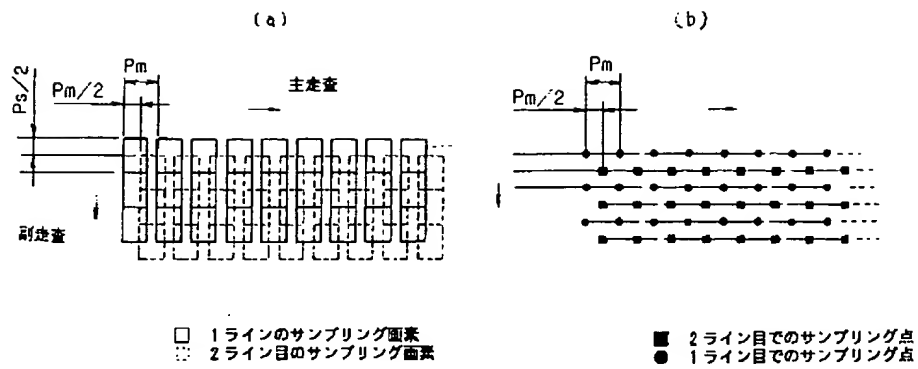 (a)
(b)
Pm
Pm/2
Ps/2
主走査
副走査
Pm
Pm/2
□ 1ラインのサンプリング画素
2ライン目のサンプリング画素
■ 2ライン目でのサンプリング点
● 1ライン目でのサンプリング点